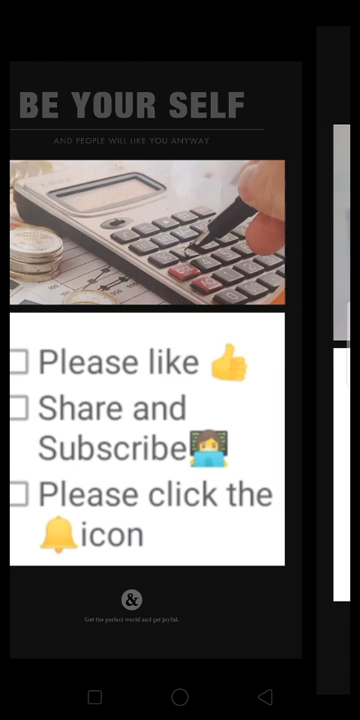 BE YOUR SELF
AND PEOPLE WILL LIKE YOU ANYWAY
Please like 👍
Share and
Subscribe👩‍💻
Please click the
🔔icon
&
Get the perfect world and get joyful.